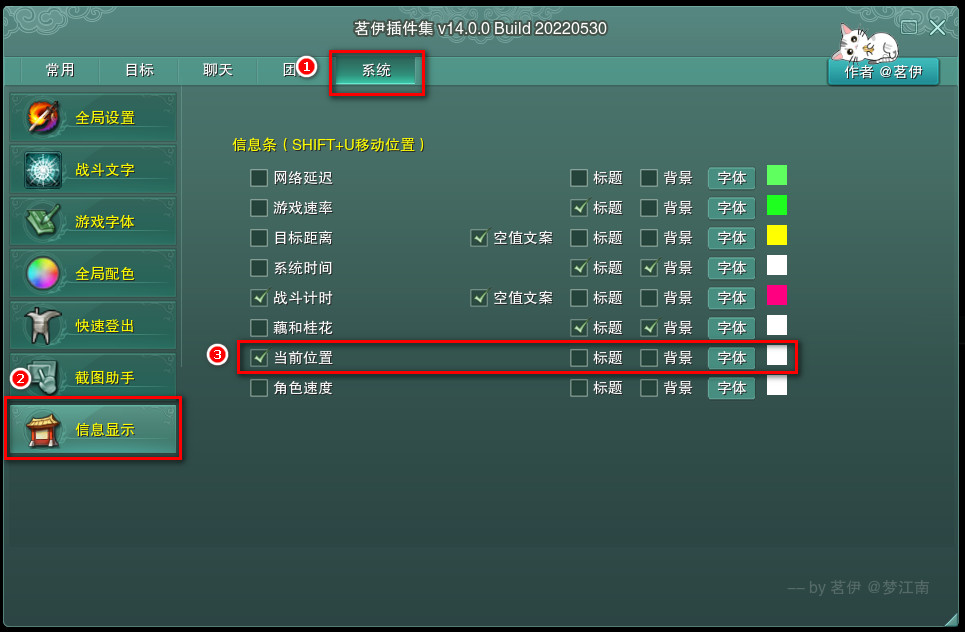 茗伊插件集 v14.0.0 Build 20220530
作者 @茗伊
常用 目标 聊天 团 1 系统
全局设置
战斗文字
游戏字体
全局配色
快速登出
2 截图助手
信息显示
信息条（SHIFT+U移动位置）
网络延迟 标题 背景 字体
游戏速率 标题 背景 字体
目标距离 空值文案 标题 背景 字体
系统时间 标题 背景 字体
战斗计时 空值文案 标题 背景 字体
藕和桂花 标题 背景 字体
3 当前位置 标题 背景 字体
角色速度 标题 背景 字体
— by 茗伊 @梦江南